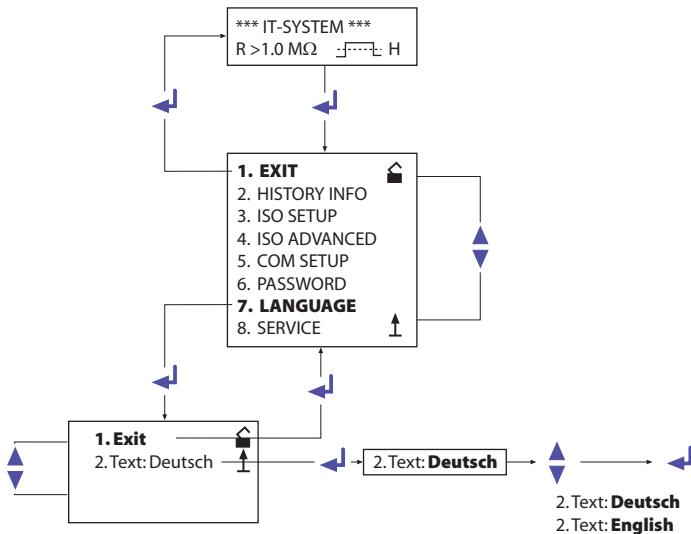 *** IT-SYSTEM ***
R >1.0 MΩ H
1. EXIT
2. HISTORY INFO
3. ISO SETUP
4. ISO ADVANCED
5. COM SETUP
6. PASSWORD
7. LANGUAGE
8. SERVICE
1. Exit
2. Text: Deutsch
2. Text: Deutsch
2. Text: Deutsch
2. Text: English